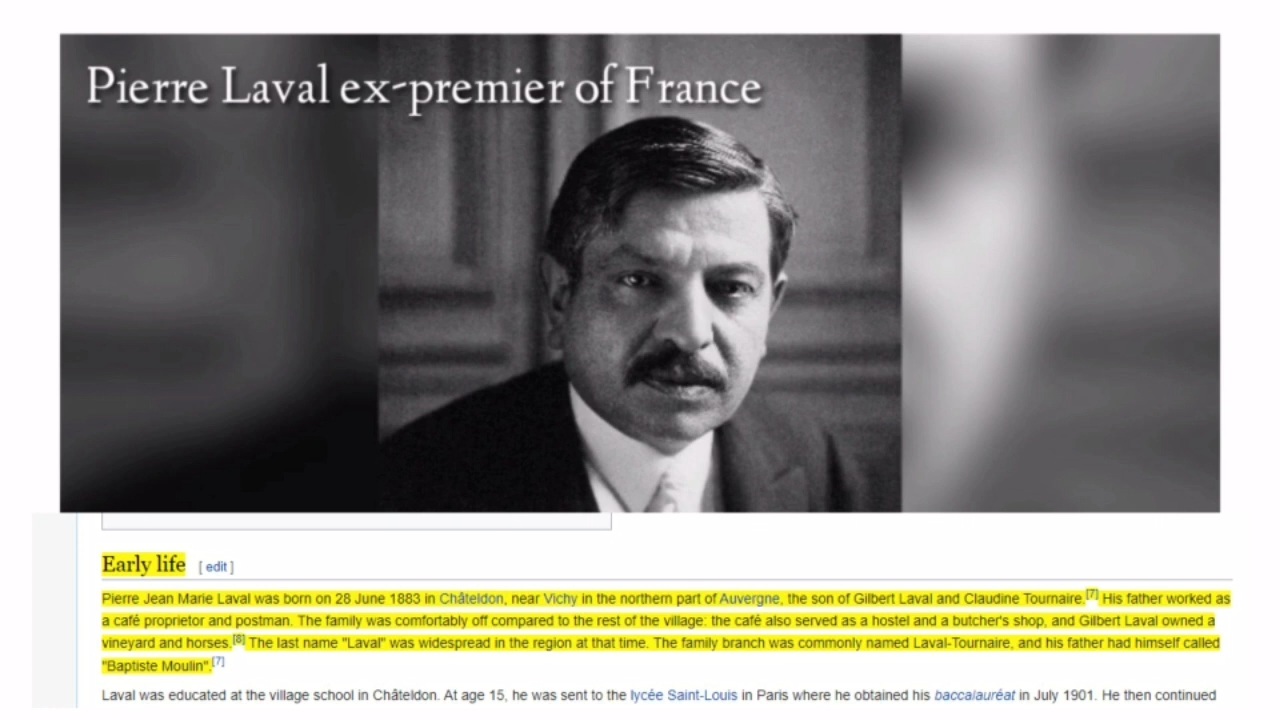 Pierre Laval ex-premier of France
Early life [ edit ]
Pierre Jean Marie Laval was born on 28 June 1883 in Châteldon, near Vichy in the northern part of Auvergne, the son of Gilbert Laval and Claudine Tournaire.[7] His father worked as
a café proprietor and postman. The family was comfortably off compared to the rest of the village: the café also served as a hostel and a butcher's shop, and Gilbert Laval owned a
vineyard and horses.[8] The last name "Laval" was widespread in the region at that time. The family branch was commonly named Laval-Tournaire, and his father had himself called
"Baptiste Moulin".[7]
Laval was educated at the village school in Châteldon. At age 15, he was sent to the lycée Saint-Louis in Paris where he obtained his baccalauréat in July 1901. He then continued